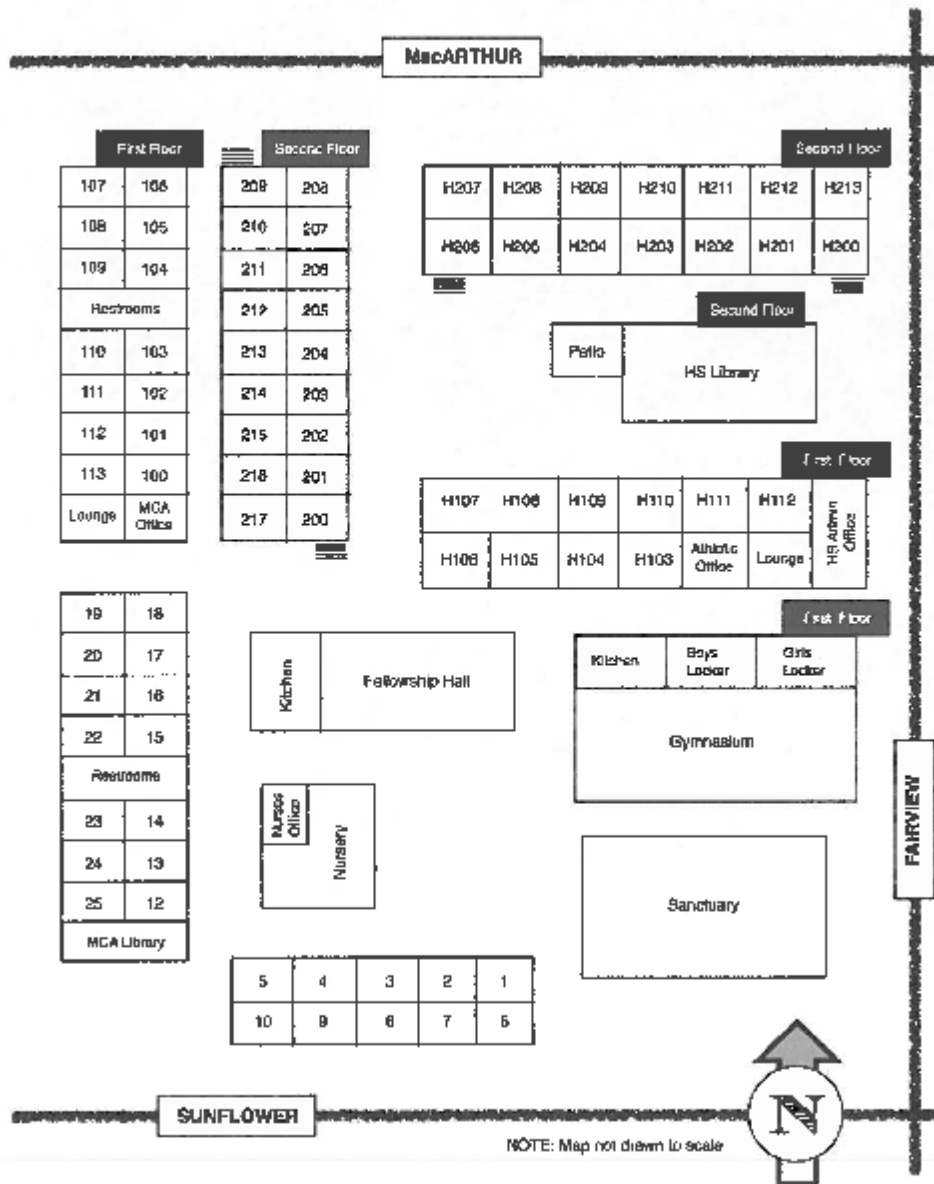 MacARTHUR
First Floor
Second Floor
Second Floor
107 106
108 105
109 104
Restrooms
110 103
111 102
112 101
113 100
Lounge MCA Office
209 208
210 207
211 206
212 205
213 204
214 203
215 202
216 201
217 200
H207 H208 H209 H210 H211 H212 H213
H206 H205 H204 H203 H202 H201 H200
Second Floor
Patio
HS Library
First Floor
H107 H108 H109 H110 H111 H112
HS Admin Office
H106 H105 H104 H103 Athletic Office Lounge
19 18
20 17
21 16
22 15
Restrooms
23 14
24 13
25 12
MCA Library
Kitchen
Fellowship Hall
First Floor
Kitchen
Boys Locker
Girls Locker
Gymnasium
FAIRVIEW
Nurses Office
Nursery
Sanctuary
5 4 3 2 1
10 9 8 7 6
SUNFLOWER
N
NOTE: Map not drawn to scale